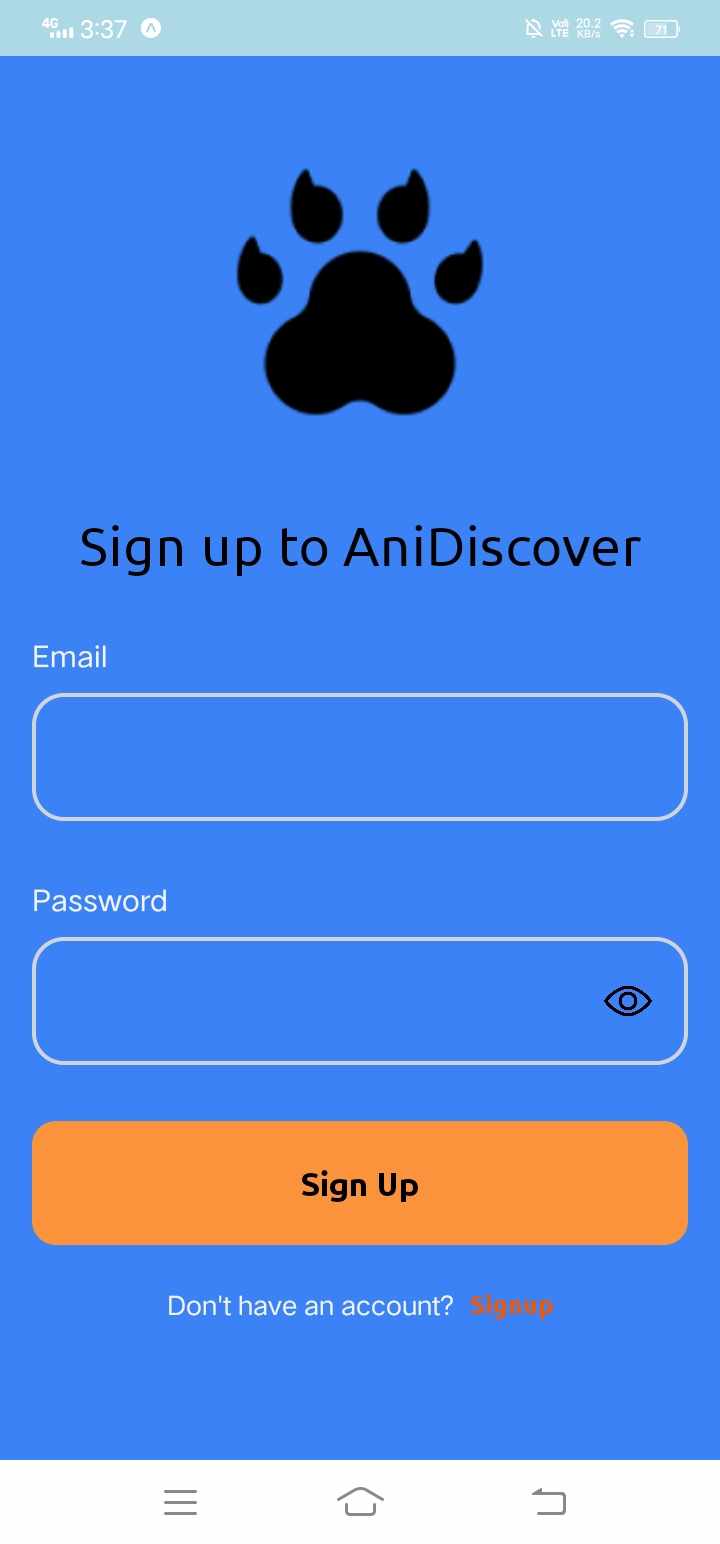 4G 3:37 VoII LTE 20.2 KB/s 71
Sign up to AniDiscover
Email
Password
Sign Up
Don't have an account? Signup